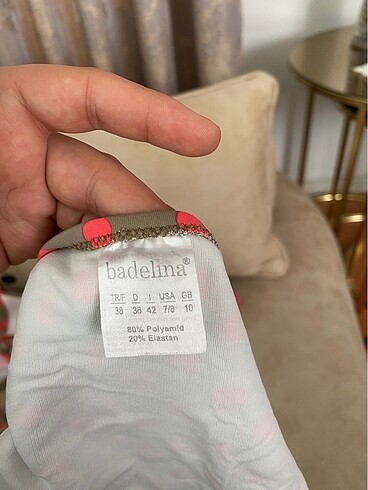 badelina®
TR/F D I USA GB
38 36 42 7/8 10
80% Polyamid
20% Elastan